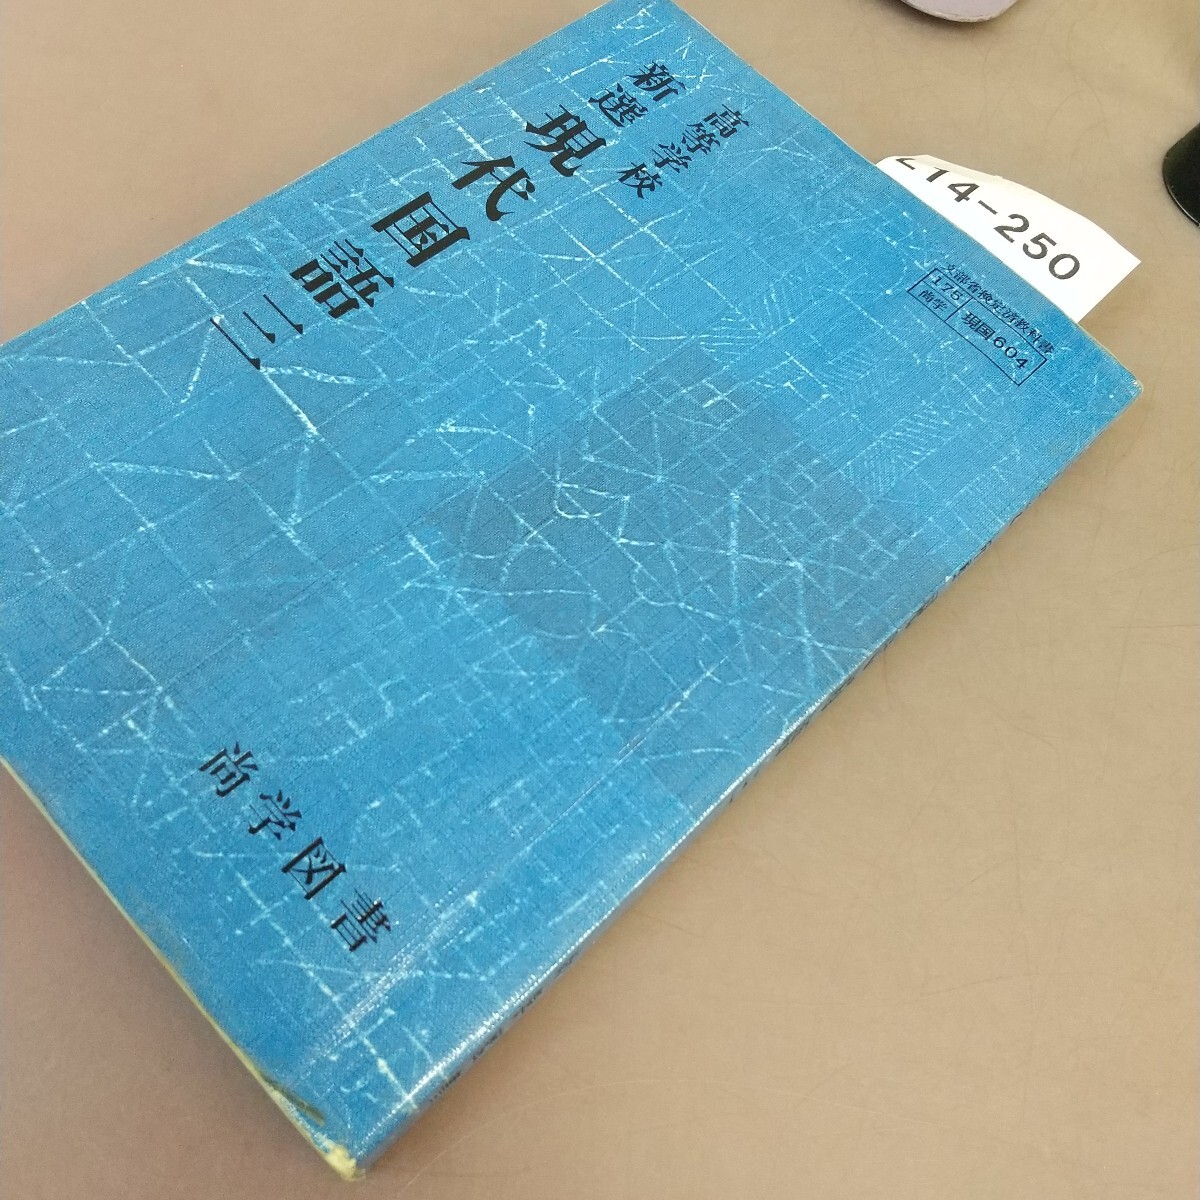 高等学校
新選
現代国語 三
尚学図書
文部省検定済教科書
175 現国604
尚学
Z14-250